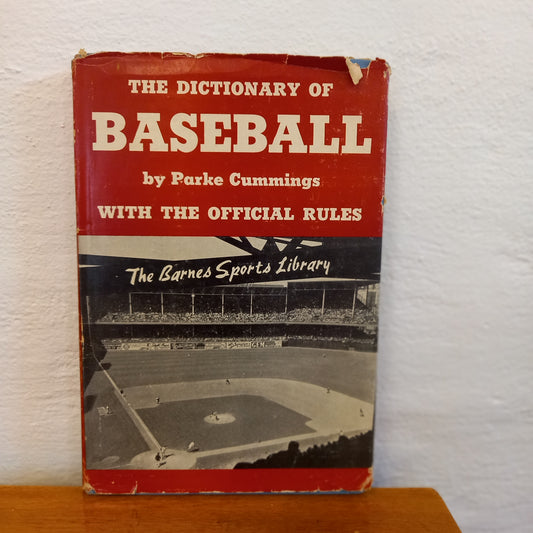 THE DICTIONARY OF
BASEBALL
by Parke Cummings
WITH THE OFFICIAL RULES
The Barnes Sports Library